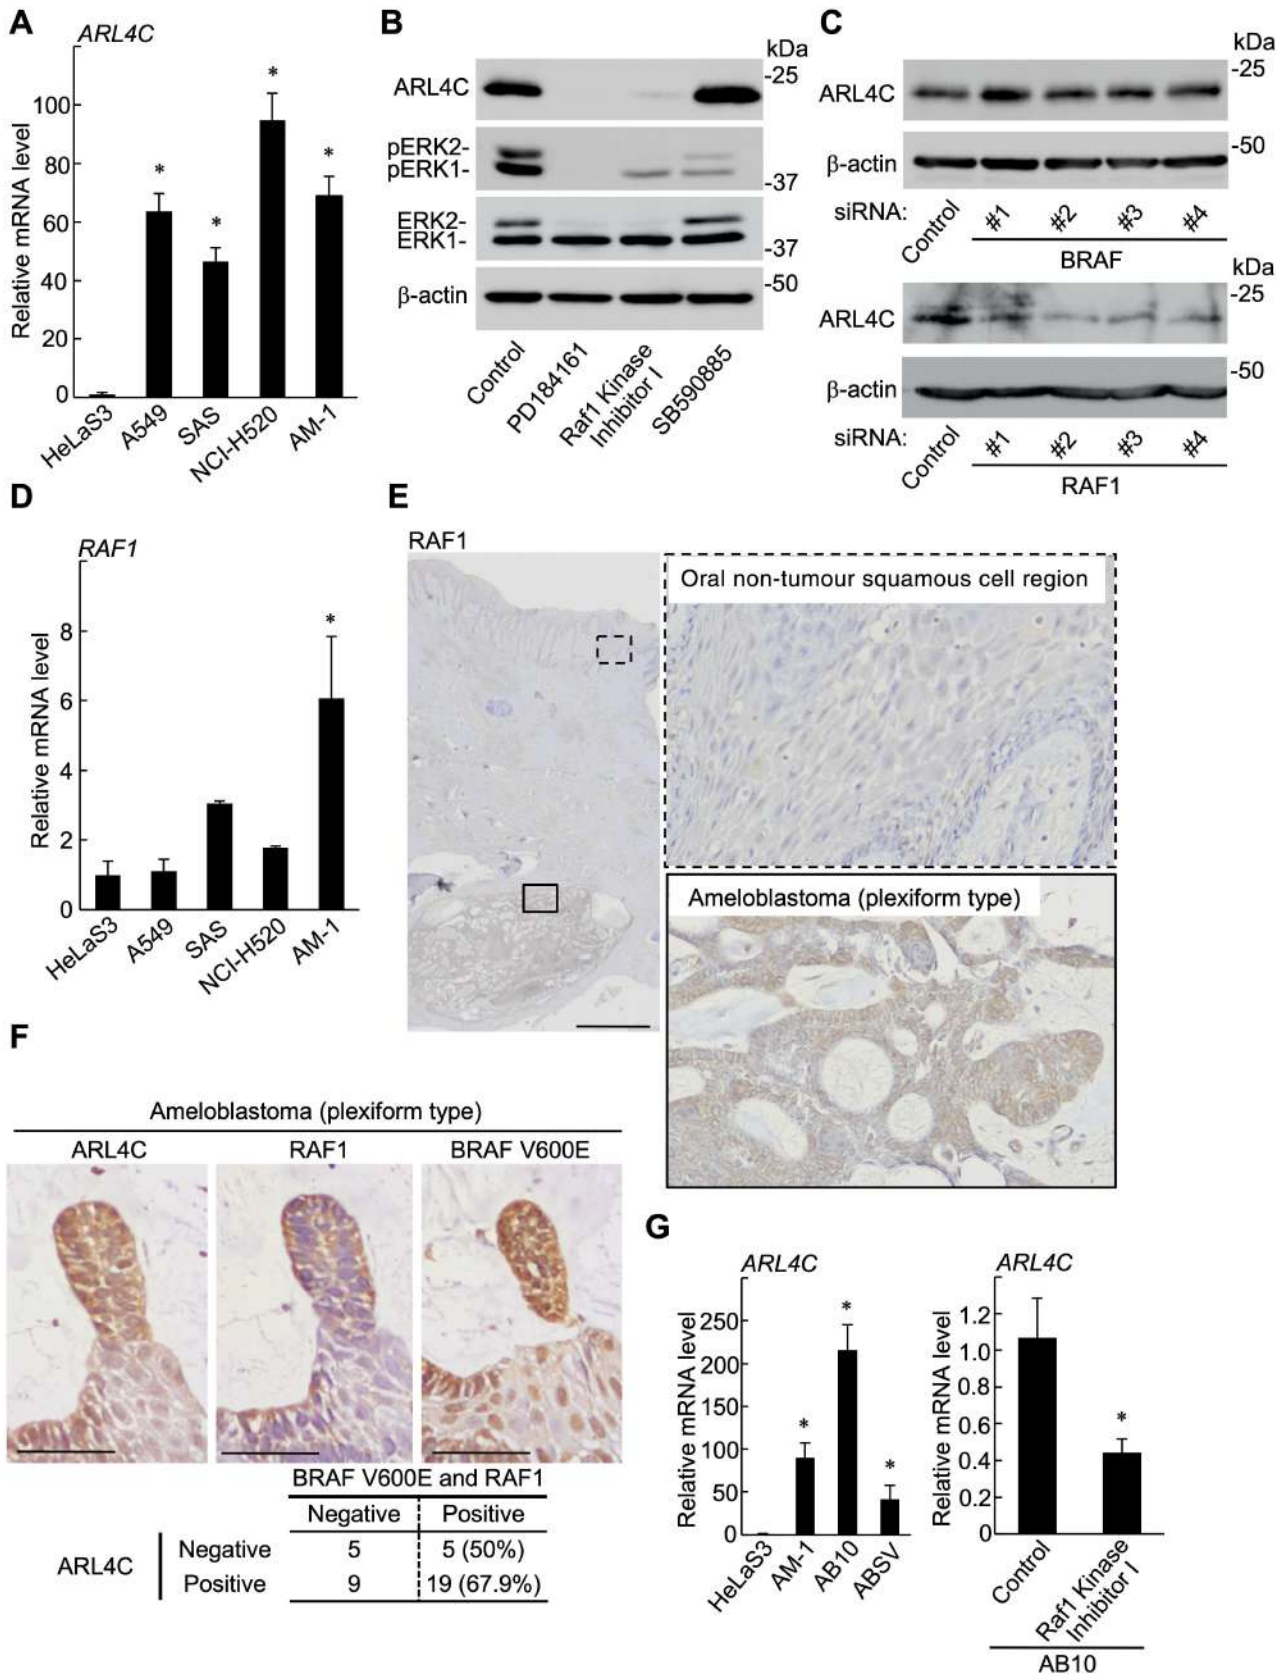 A
ARL4C
Relative mRNA level
100
80
60
40
20
0
HeLaS3
A549
SAS
NCI-H520
AM-1
*
*
*
*
B
kDa
ARL4C
-25
pERK2-
pERK1-
-37
ERK2-
ERK1-
-37
β-actin
-50
Control
PD184161
Raf1 Kinase
Inhibitor I
SB590885
C
kDa
ARL4C
-25
β-actin
-50
siRNA:
Control
#1
#2
#3
#4
BRAF
kDa
ARL4C
-25
β-actin
-50
siRNA:
Control
#1
#2
#3
#4
RAF1
D
RAF1
Relative mRNA level
8
6
4
2
0
*
HeLaS3
A549
SAS
NCI-H520
AM-1
E
RAF1
Oral non-tumour squamous cell region
Ameloblastoma (plexiform type)
F
Ameloblastoma (plexiform type)
ARL4C RAF1 BRAF V600E
BRAF V600E and RAF1
Negative Positive
ARL4C
Negative 5 5 (50%)
Positive 9 19 (67.9%)
G
ARL4C
Relative mRNA level
250
200
150
100
50
0
*
*
*
HeLaS3
AM-1
AB10
ABSV
ARL4C
Relative mRNA level
1.2
1.0
0.8
0.6
0.4
0.2
0
*
Control
Raf1 Kinase
Inhibitor I
AB10